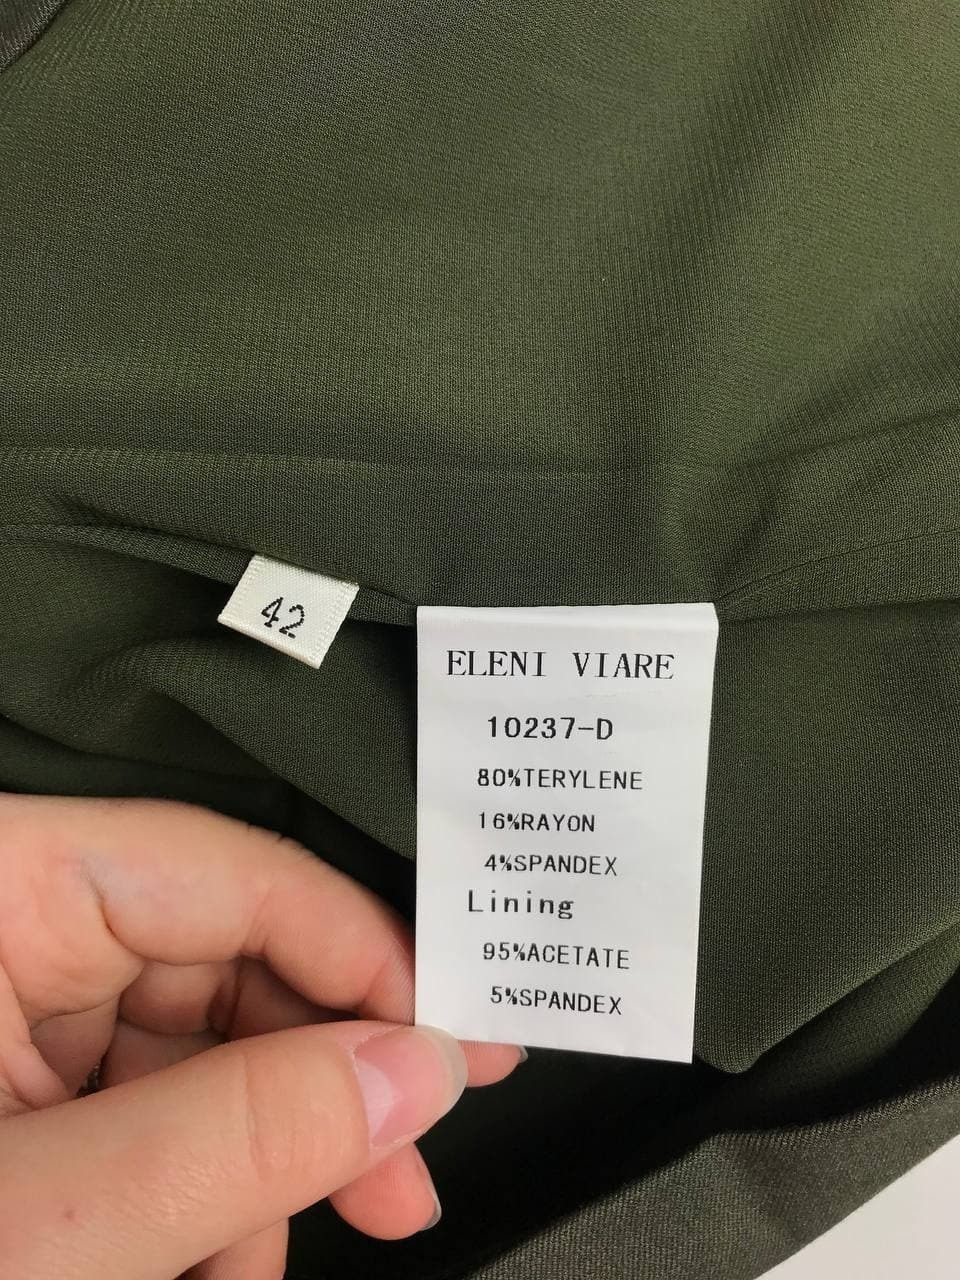 42
ELENI VIARE
10237-D
80%TERYLENE
16%RAYON
4%SPANDEX
Lining
95%ACETATE
5%SPANDEX